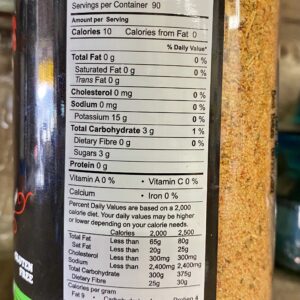 Servings per Container 90
Amount per Serving
Calories 10 Calories from Fat 0
% Daily Value*
Total Fat 0 g 0 %
Saturated Fat 0 g 0 %
Trans Fat 0 g
Cholesterol 0 mg 0 %
Sodium 0 mg 0 %
Potassium 15 g 0 %
Total Carbohydrate 3 g 1 %
Dietary Fibre 0 g 0 %
Sugars 3 g
Protein 0 g
Vitamin A 0 % • Vitamin C 0 %
Calcium • Iron 0 %
Percent Daily Values are based on a 2,000
calorie diet. Your daily values may be higher
or lower depending on your calorie needs.
Calories 2,000 2,500
Total Fat Less than 65g 80g
Sat Fat Less than 20g 25g
Cholesterol Less than 300mg 300mg
Sodium Less than 2,400mg 2,400mg
Total Carbohydrate 300g 375g
Dietary Fibre 25g 30g
Calories per gram
Fat 9
GLUTEN
FREE